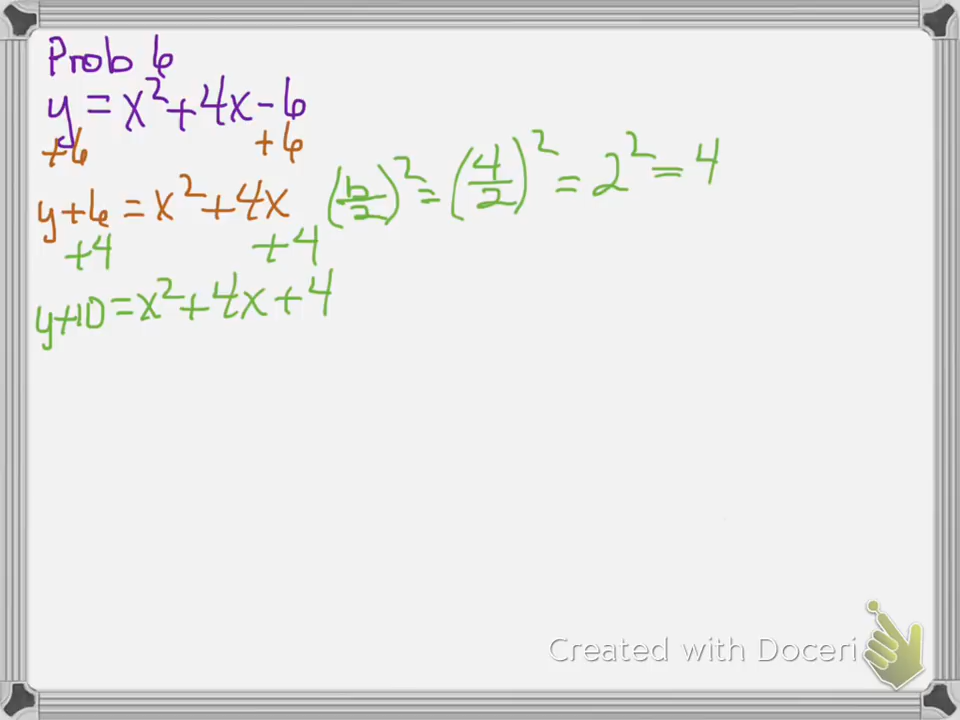 Prob 6
y = x² + 4x - 6
+6 +6
y+6 = x² + 4x (b/2)² = (4/2)² = 2² = 4
+4 +4
y+10 = x² + 4x + 4
Created with Doceri